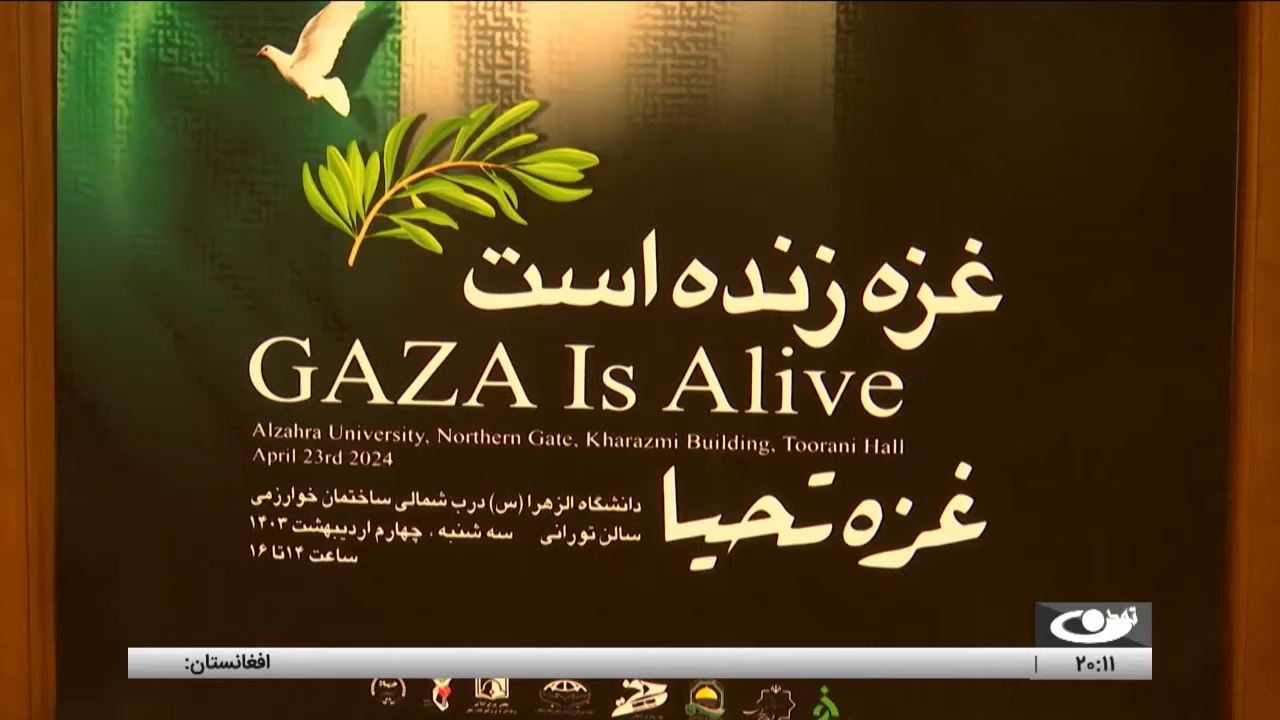 غزه زنده است
GAZA Is Alive
Alzahra University, Northern Gate, Kharazmi Building, Toorani Hall
April 23rd 2024
غزه تحیا
دانشگاه الزهرا (س) درب شمالی ساختمان خوارزمی
سالن تورانی سه شنبه ، چهارم اردیبهشت ۱۴۰۳
ساعت ۱۴ تا ۱۶
تمدن
افغانستان:
۲۰:۱۱